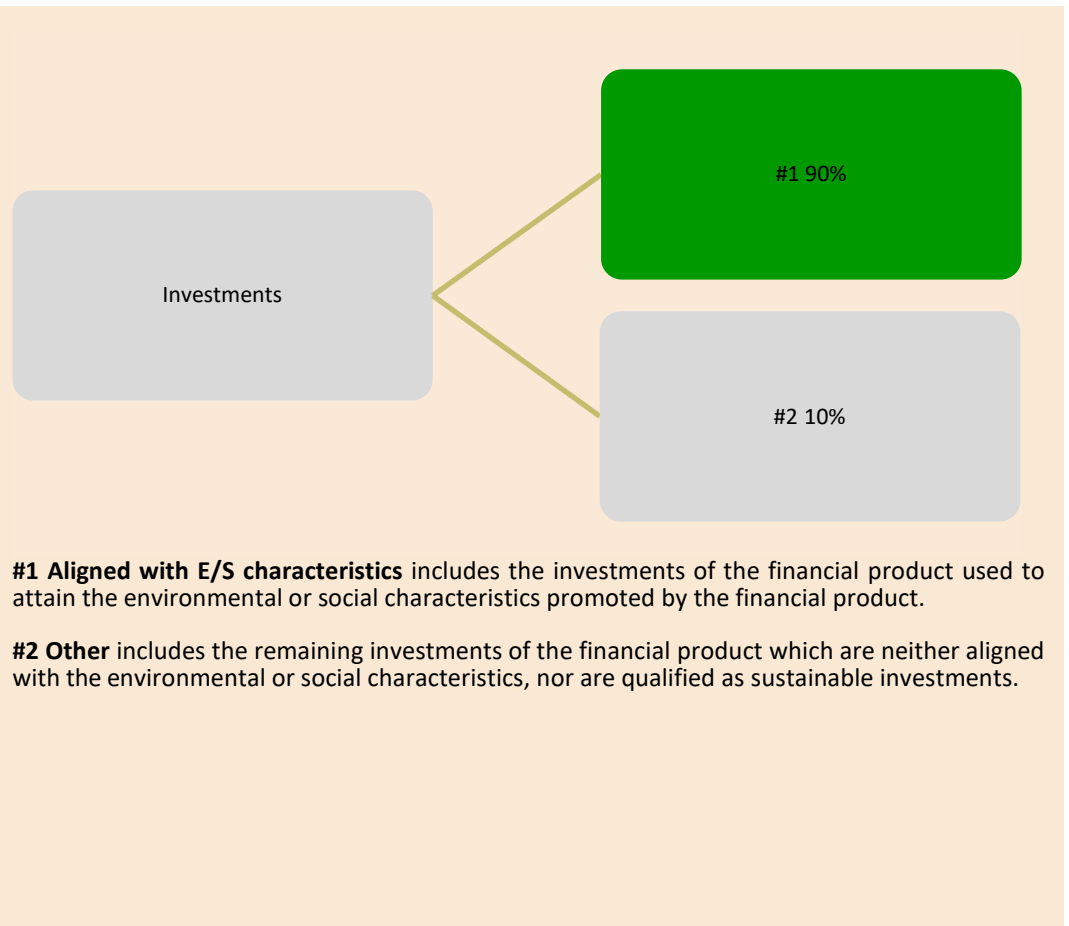 #1 90%
Investments
#2 10%
#1 Aligned with E/S characteristics includes the investments of the financial product used to
attain the environmental or social characteristics promoted by the financial product.
#2 Other includes the remaining investments of the financial product which are neither aligned
with the environmental or social characteristics, nor are qualified as sustainable investments.